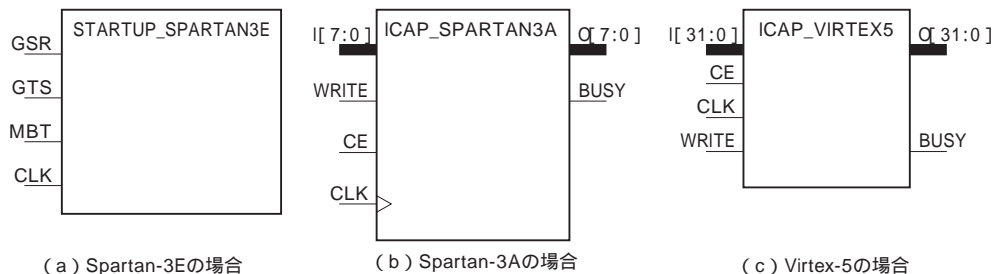 STARTUP_SPARTAN3E
GSR
GTS
MBT
CLK
(a) Spartan-3Eの場合
I[7:0]
ICAP_SPARTAN3A
O[7:0]
WRITE
BUSY
CE
CLK
(b) Spartan-3Aの場合
I[31:0]
ICAP_VIRTEX5
O[31:0]
CE
CLK
WRITE
BUSY
(c) Virtex-5の場合